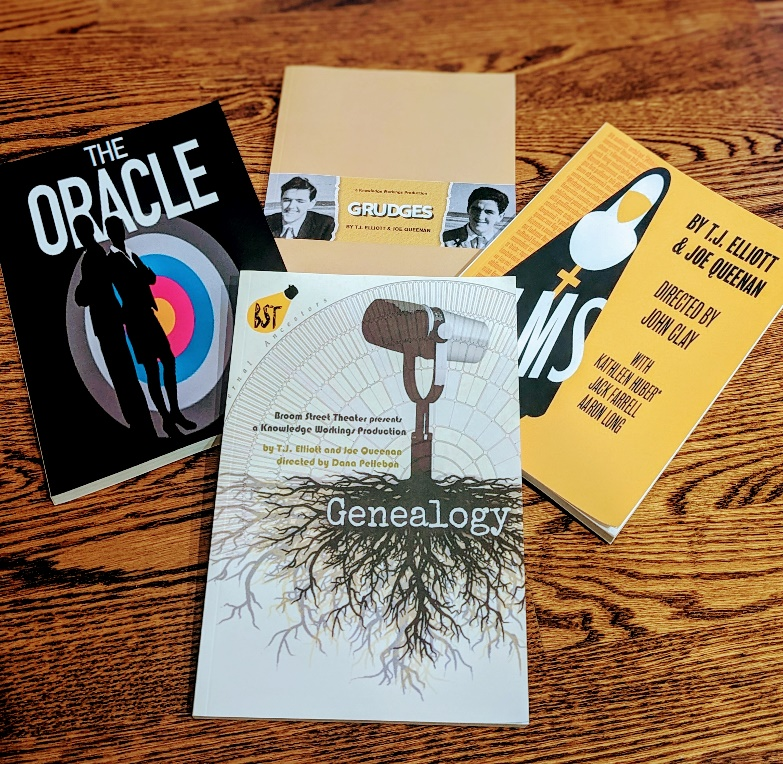 THE
ORACLE
a Knowledge Workings Production
GRUDGES
BY T.J. ELLIOTT & JOE QUEENAN
BY T.J. ELLIOTT
& JOE QUEENAN
DIRECTED BY
JOHN CLAY
WITH
KATHLEEN HUBER*
JACK FARRELL
AARON LONG
LMS
BST
ernal Ancestors
Broom Street Theater presents
a Knowledge Workings Production
by T.J. Elliott and Joe Queenan
directed by Dana Pellebon
Genealogy